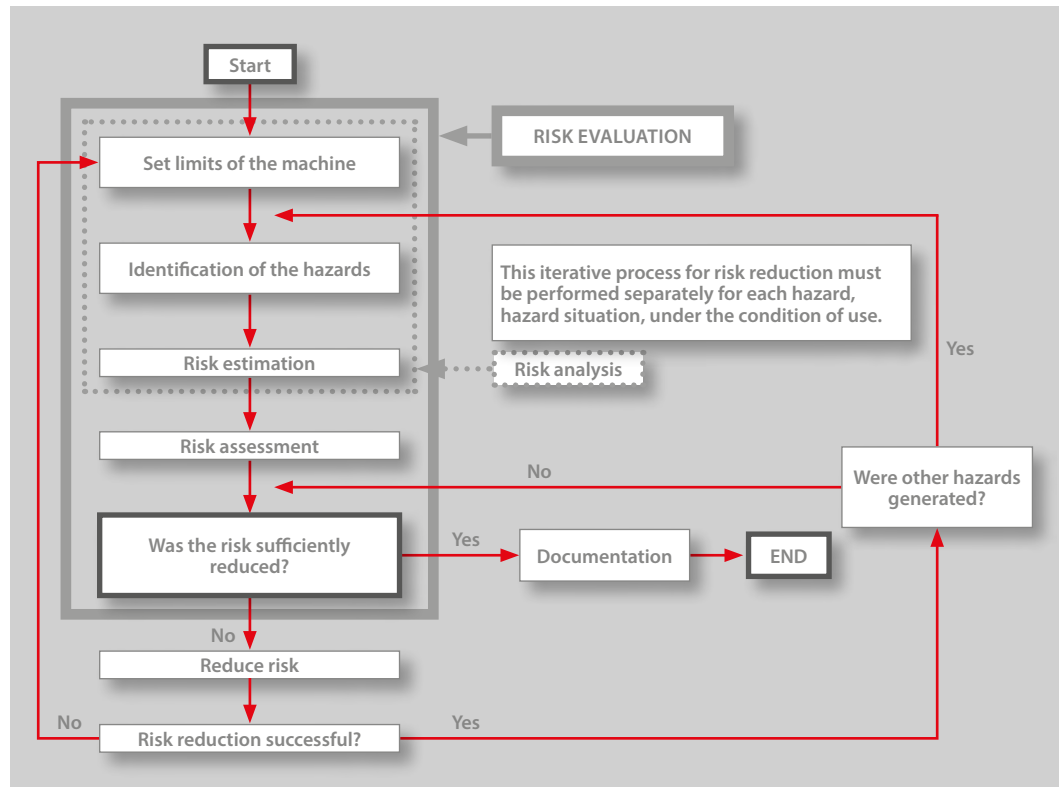 Start
RISK EVALUATION
Set limits of the machine
Identification of the hazards
This iterative process for risk reduction must
be performed separately for each hazard,
hazard situation, under the condition of use.
Yes
Risk estimation
Risk analysis
Risk assessment
No
Were other hazards
generated?
Was the risk sufficiently
reduced?
Yes
Documentation
END
No
Reduce risk
No
Risk reduction successful?
Yes